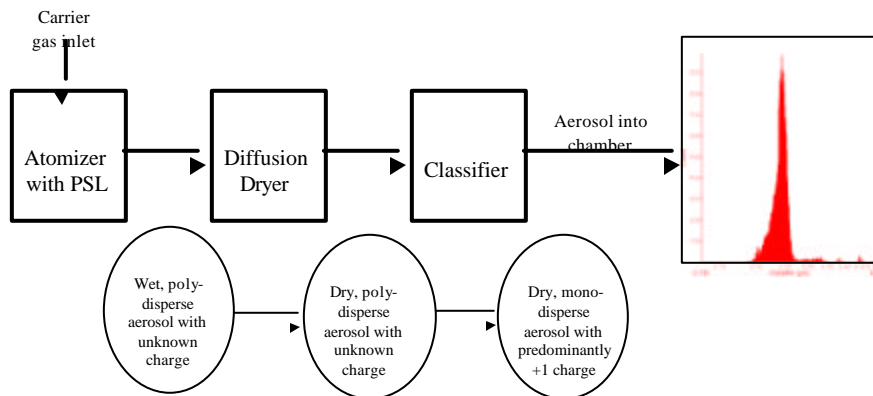 Carrier
gas inlet
Atomizer
with PSL
Diffusion
Dryer
Classifier
Aerosol into
chamber
Wet, poly-
disperse
aerosol with
unknown
charge
Dry, poly-
disperse
aerosol with
unknown
charge
Dry, mono-
disperse
aerosol with
predominantly
+1 charge